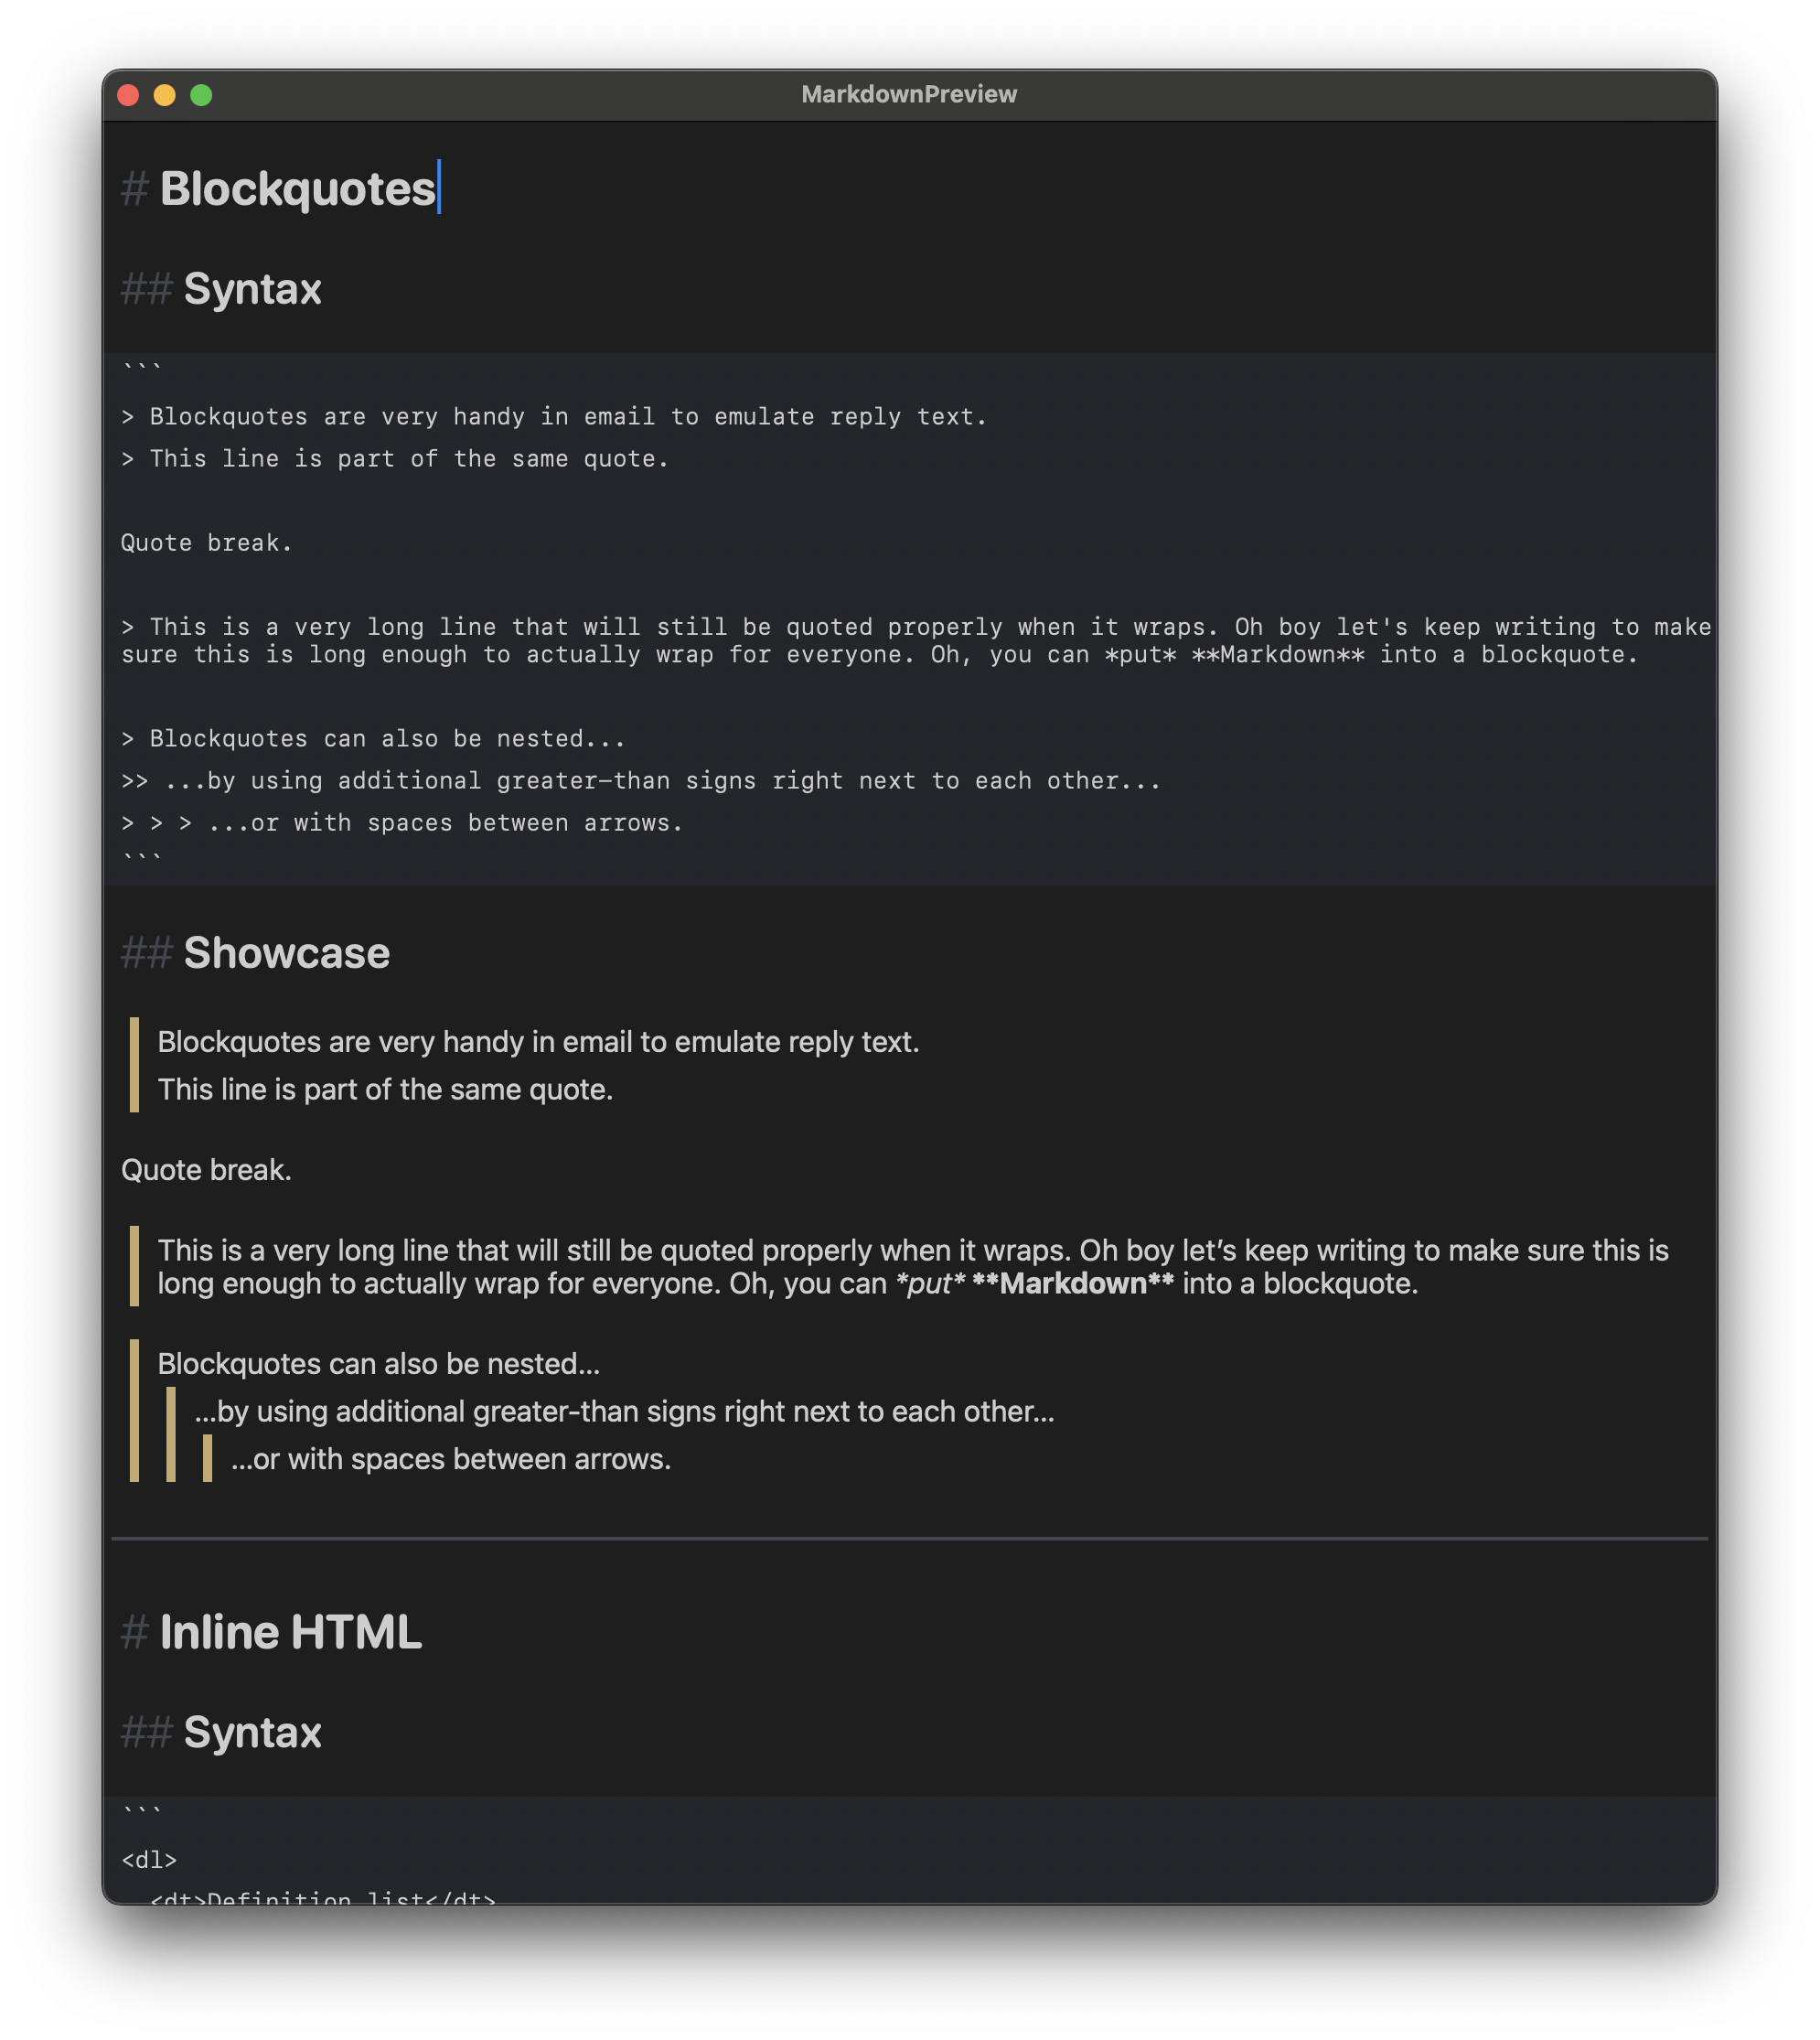 MarkdownPreview
# Blockquotes
## Syntax
```
> Blockquotes are very handy in email to emulate reply text.
> This line is part of the same quote.
Quote break.
> This is a very long line that will still be quoted properly when it wraps. Oh boy let's keep writing to make
sure this is long enough to actually wrap for everyone. Oh, you can *put* **Markdown** into a blockquote.
> Blockquotes can also be nested...
>> ...by using additional greater-than signs right next to each other...
> > > ...or with spaces between arrows.
```
## Showcase
Blockquotes are very handy in email to emulate reply text.
This line is part of the same quote.
Quote break.
This is a very long line that will still be quoted properly when it wraps. Oh boy let’s keep writing to make sure this is
long enough to actually wrap for everyone. Oh, you can *put* **Markdown** into a blockquote.
Blockquotes can also be nested…
…by using additional greater-than signs right next to each other…
…or with spaces between arrows.
# Inline HTML
## Syntax
```
<dl>
<dt>Definition list</dt>